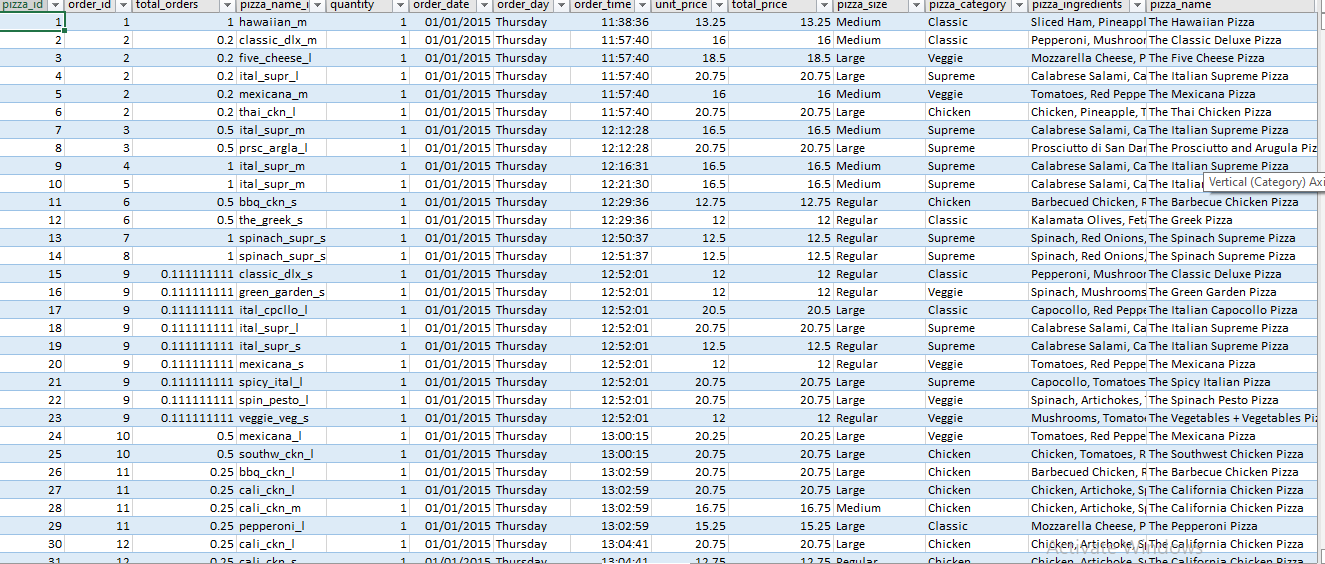 pizza_id order_id total_orders pizza_name_i quantity order_date order_day order_time unit_price total_price pizza_size pizza_category pizza_ingredients pizza_name
1 1 1 hawaiian_m 1 01/01/2015 Thursday 11:38:36 13.25 13.25 Medium Classic Sliced Ham, Pineappl The Hawaiian Pizza
2 2 0.2 classic_dlx_m 1 01/01/2015 Thursday 11:57:40 16 16 Medium Classic Pepperoni, Mushroor The Classic Deluxe Pizza
3 2 0.2 five_cheese_l 1 01/01/2015 Thursday 11:57:40 18.5 18.5 Large Veggie Mozzarella Cheese, P The Five Cheese Pizza
4 2 0.2 ital_supr_l 1 01/01/2015 Thursday 11:57:40 20.75 20.75 Large Supreme Calabrese Salami, Ca The Italian Supreme Pizza
5 2 0.2 mexicana_m 1 01/01/2015 Thursday 11:57:40 16 16 Medium Veggie Tomatoes, Red Peppe The Mexicana Pizza
6 2 0.2 thai_ckn_l 1 01/01/2015 Thursday 11:57:40 20.75 20.75 Large Chicken Chicken, Pineapple, T The Thai Chicken Pizza
7 3 0.5 ital_supr_m 1 01/01/2015 Thursday 12:12:28 16.5 16.5 Medium Supreme Calabrese Salami, Ca The Italian Supreme Pizza
8 3 0.5 prsc_argla_l 1 01/01/2015 Thursday 12:12:28 20.75 20.75 Large Supreme Prosciutto di San Dar The Prosciutto and Arugula Piz
9 4 1 ital_supr_m 1 01/01/2015 Thursday 12:16:31 16.5 16.5 Medium Supreme Calabrese Salami, Ca The Italian Supreme Pizza
10 5 1 ital_supr_m 1 01/01/2015 Thursday 12:21:30 16.5 16.5 Medium Supreme Calabrese Salami, Ca The Italian
Vertical (Category) Axi
11 6 0.5 bbq_ckn_s 1 01/01/2015 Thursday 12:29:36 12.75 12.75 Regular Chicken Barbecued Chicken, F The Barbecue Chicken Pizza
12 6 0.5 the_greek_s 1 01/01/2015 Thursday 12:29:36 12 12 Regular Classic Kalamata Olives, Feta The Greek Pizza
13 7 1 spinach_supr_s 1 01/01/2015 Thursday 12:50:37 12.5 12.5 Regular Supreme Spinach, Red Onions, The Spinach Supreme Pizza
14 8 1 spinach_supr_s 1 01/01/2015 Thursday 12:51:37 12.5 12.5 Regular Supreme Spinach, Red Onions, The Spinach Supreme Pizza
15 9 0.111111111 classic_dlx_s 1 01/01/2015 Thursday 12:52:01 12 12 Regular Classic Pepperoni, Mushroor The Classic Deluxe Pizza
16 9 0.111111111 green_garden_s 1 01/01/2015 Thursday 12:52:01 12 12 Regular Veggie Spinach, Mushrooms The Green Garden Pizza
17 9 0.111111111 ital_cpcllo_l 1 01/01/2015 Thursday 12:52:01 20.5 20.5 Large Classic Capocollo, Red Peppe The Italian Capocollo Pizza
18 9 0.111111111 ital_supr_l 1 01/01/2015 Thursday 12:52:01 20.75 20.75 Large Supreme Calabrese Salami, Ca The Italian Supreme Pizza
19 9 0.111111111 ital_supr_s 1 01/01/2015 Thursday 12:52:01 12.5 12.5 Regular Supreme Calabrese Salami, Ca The Italian Supreme Pizza
20 9 0.111111111 mexicana_s 1 01/01/2015 Thursday 12:52:01 12 12 Regular Veggie Tomatoes, Red Peppe The Mexicana Pizza
21 9 0.111111111 spicy_ital_l 1 01/01/2015 Thursday 12:52:01 20.75 20.75 Large Supreme Capocollo, Tomatoes The Spicy Italian Pizza
22 9 0.111111111 spin_pesto_l 1 01/01/2015 Thursday 12:52:01 20.75 20.75 Large Veggie Spinach, Artichokes, The Spinach Pesto Pizza
23 9 0.111111111 veggie_veg_s 1 01/01/2015 Thursday 12:52:01 12 12 Regular Veggie Mushrooms, Tomato The Vegetables + Vegetables Piz
24 10 0.5 mexicana_l 1 01/01/2015 Thursday 13:00:15 20.25 20.25 Large Veggie Tomatoes, Red Peppe The Mexicana Pizza
25 10 0.5 southw_ckn_l 1 01/01/2015 Thursday 13:00:15 20.75 20.75 Large Chicken Chicken, Tomatoes, R The Southwest Chicken Pizza
26 11 0.25 bbq_ckn_l 1 01/01/2015 Thursday 13:02:59 20.75 20.75 Large Chicken Barbecued Chicken, F The Barbecue Chicken Pizza
27 11 0.25 cali_ckn_l 1 01/01/2015 Thursday 13:02:59 20.75 20.75 Large Chicken Chicken, Artichoke, Sp The California Chicken Pizza
28 11 0.25 cali_ckn_m 1 01/01/2015 Thursday 13:02:59 16.75 16.75 Medium Chicken Chicken, Artichoke, Sp The California Chicken Pizza
29 11 0.25 pepperoni_l 1 01/01/2015 Thursday 13:02:59 15.25 15.25 Large Classic Mozzarella Cheese, P The Pepperoni Pizza
30 12 0.25 cali_ckn_l 1 01/01/2015 Thursday 13:04:41 20.75 20.75 Large Chicken Chicken, Artichoke, Sp The California Chicken Pizza
Activate Windows
31 12 0.25 cali_ckn_s 1 01/01/2015 Thursday 13:04:41 12.75 12.75 Regular Chicken Chicken, Artichoke, Sp The California Chicken Pizza